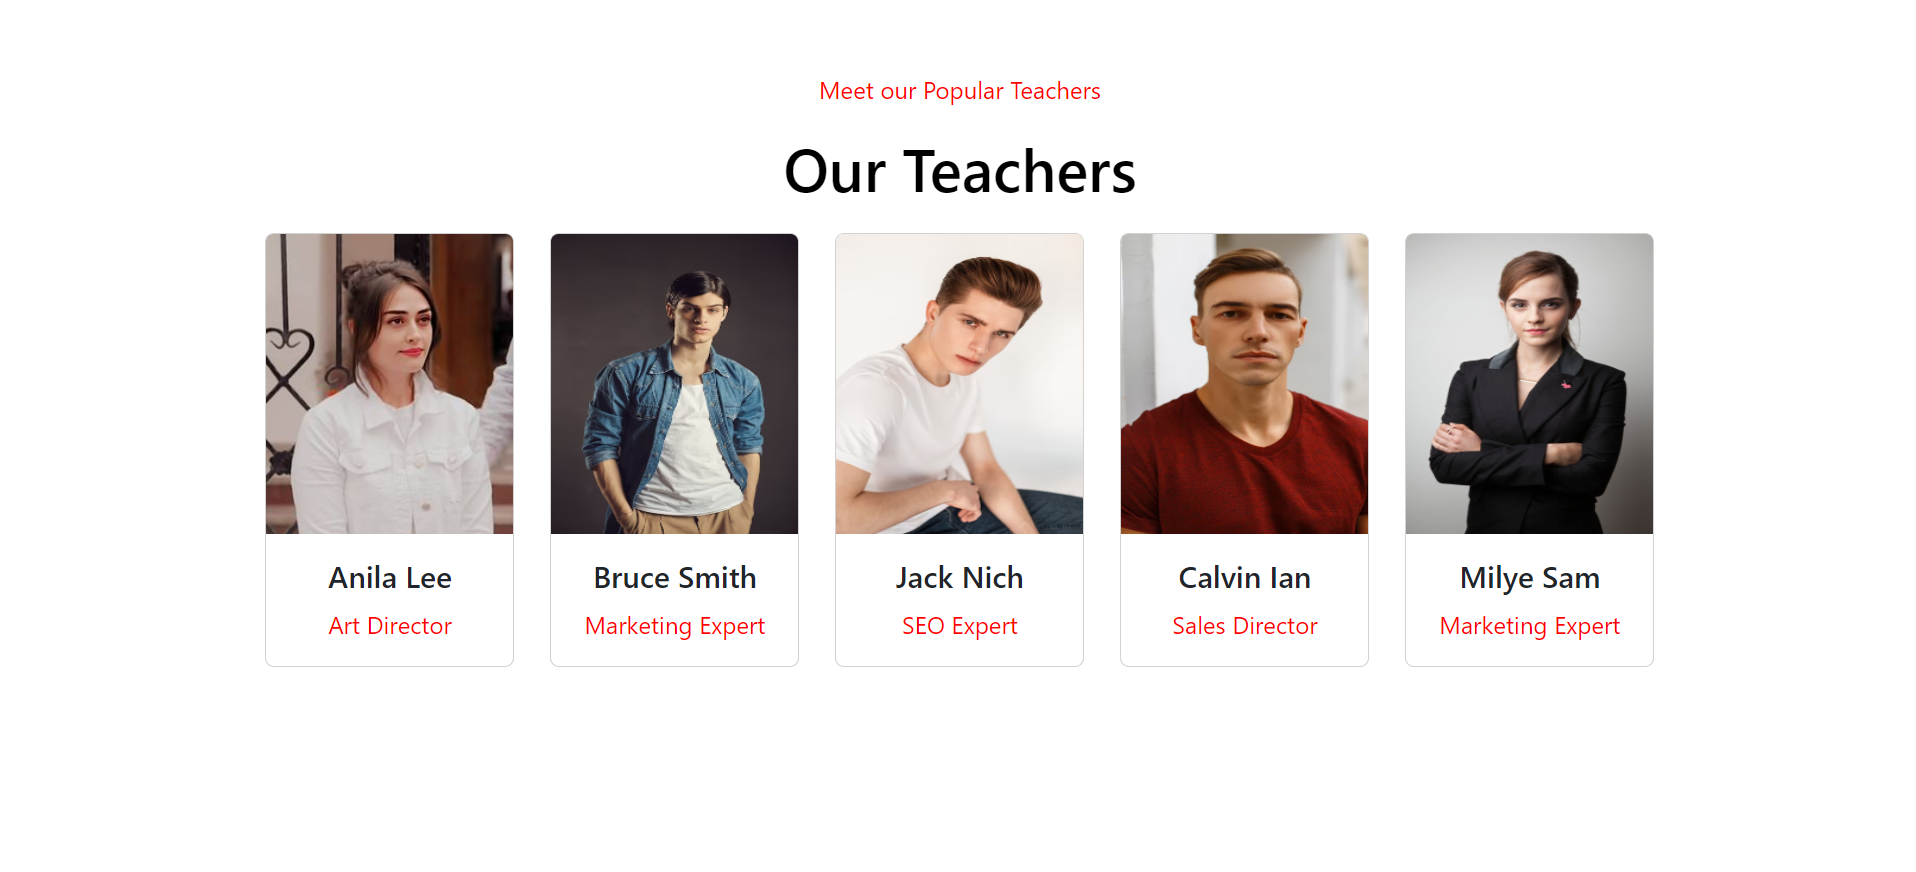 Meet our Popular Teachers
Our Teachers
Anila Lee
Art Director
Bruce Smith
Marketing Expert
Jack Nich
SEO Expert
Calvin Ian
Sales Director
Milye Sam
Marketing Expert